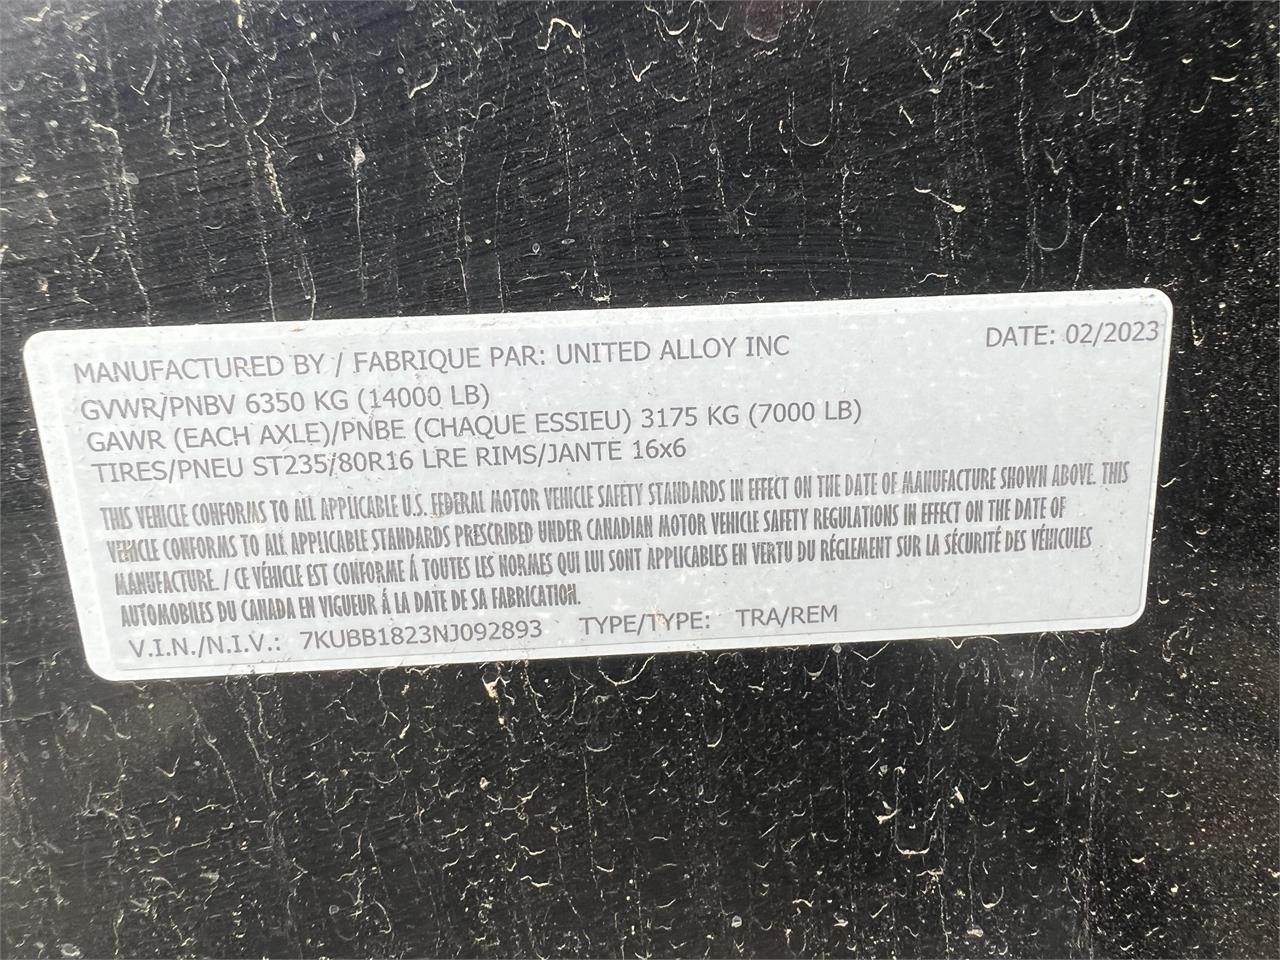 MANUFACTURED BY / FABRIQUE PAR: UNITED ALLOY INC DATE: 02/2023
GVWR/PNBV 6350 KG (14000 LB)
GAWR (EACH AXLE)/PNBE (CHAQUE ESSIEU) 3175 KG (7000 LB)
TIRES/PNEU ST235/80R16 LRE RIMS/JANTE 16x6
THIS VEHICLE CONFORMS TO ALL APPLICABLE U.S. FEDERAL MOTOR VEHICLE SAFETY STANDARDS IN EFFECT ON THE DATE OF MANUFACTURE SHOWN ABOVE. THIS
VEHICLE CONFORMS TO ALL APPLICABLE STANDARDS PRESCRIBED UNDER CANADIAN MOTOR VEHICLE SAFETY REGULATIONS IN EFFECT ON THE DATE OF
MANUFACTURE. / CE VÉHICLE EST CONFORME Á TOUTES LES NORMES QUI LUI SONT APPLICABLES EN VERTU DU RÉGLEMENT SUR LA SÉCURITÉ DES VÉHICULES
AUTOMOBILES DU CANADA EN VIGUEUR Á LA DATE DE SA FABRICATION.
V.I.N./N.I.V.: 7KUBB1823NJ092893 TYPE/TYPE: TRA/REM